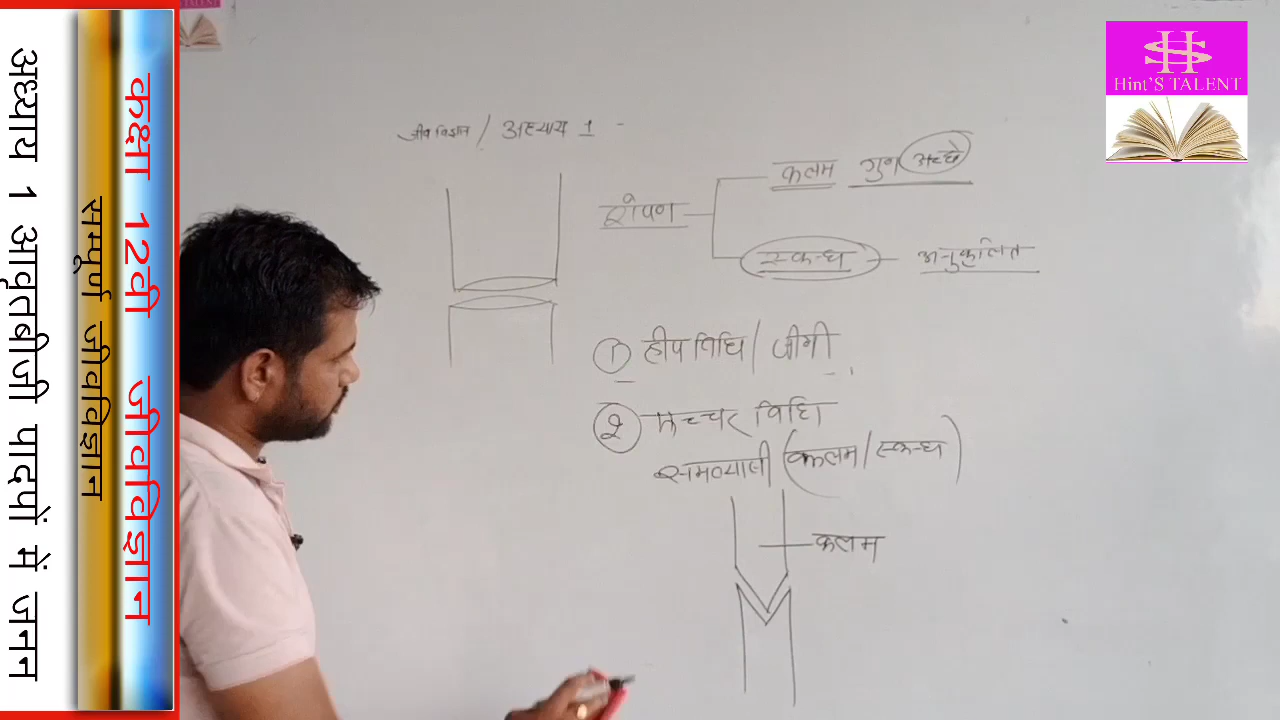 कक्षा 12वी जीवविज्ञान
सम्पूर्ण जीवविज्ञान
अध्याय 1 आवृतबीजी पादपों में जनन
Hint'S TALENT
जीव विज्ञान / अध्याय 1
रोपण
कलम गुण अच्छे
स्कन्ध - अनुकूलित
① हीप विधि / जीभी
② मच्चर विधि
समव्यासी (कलम / स्कन्ध)
कलम